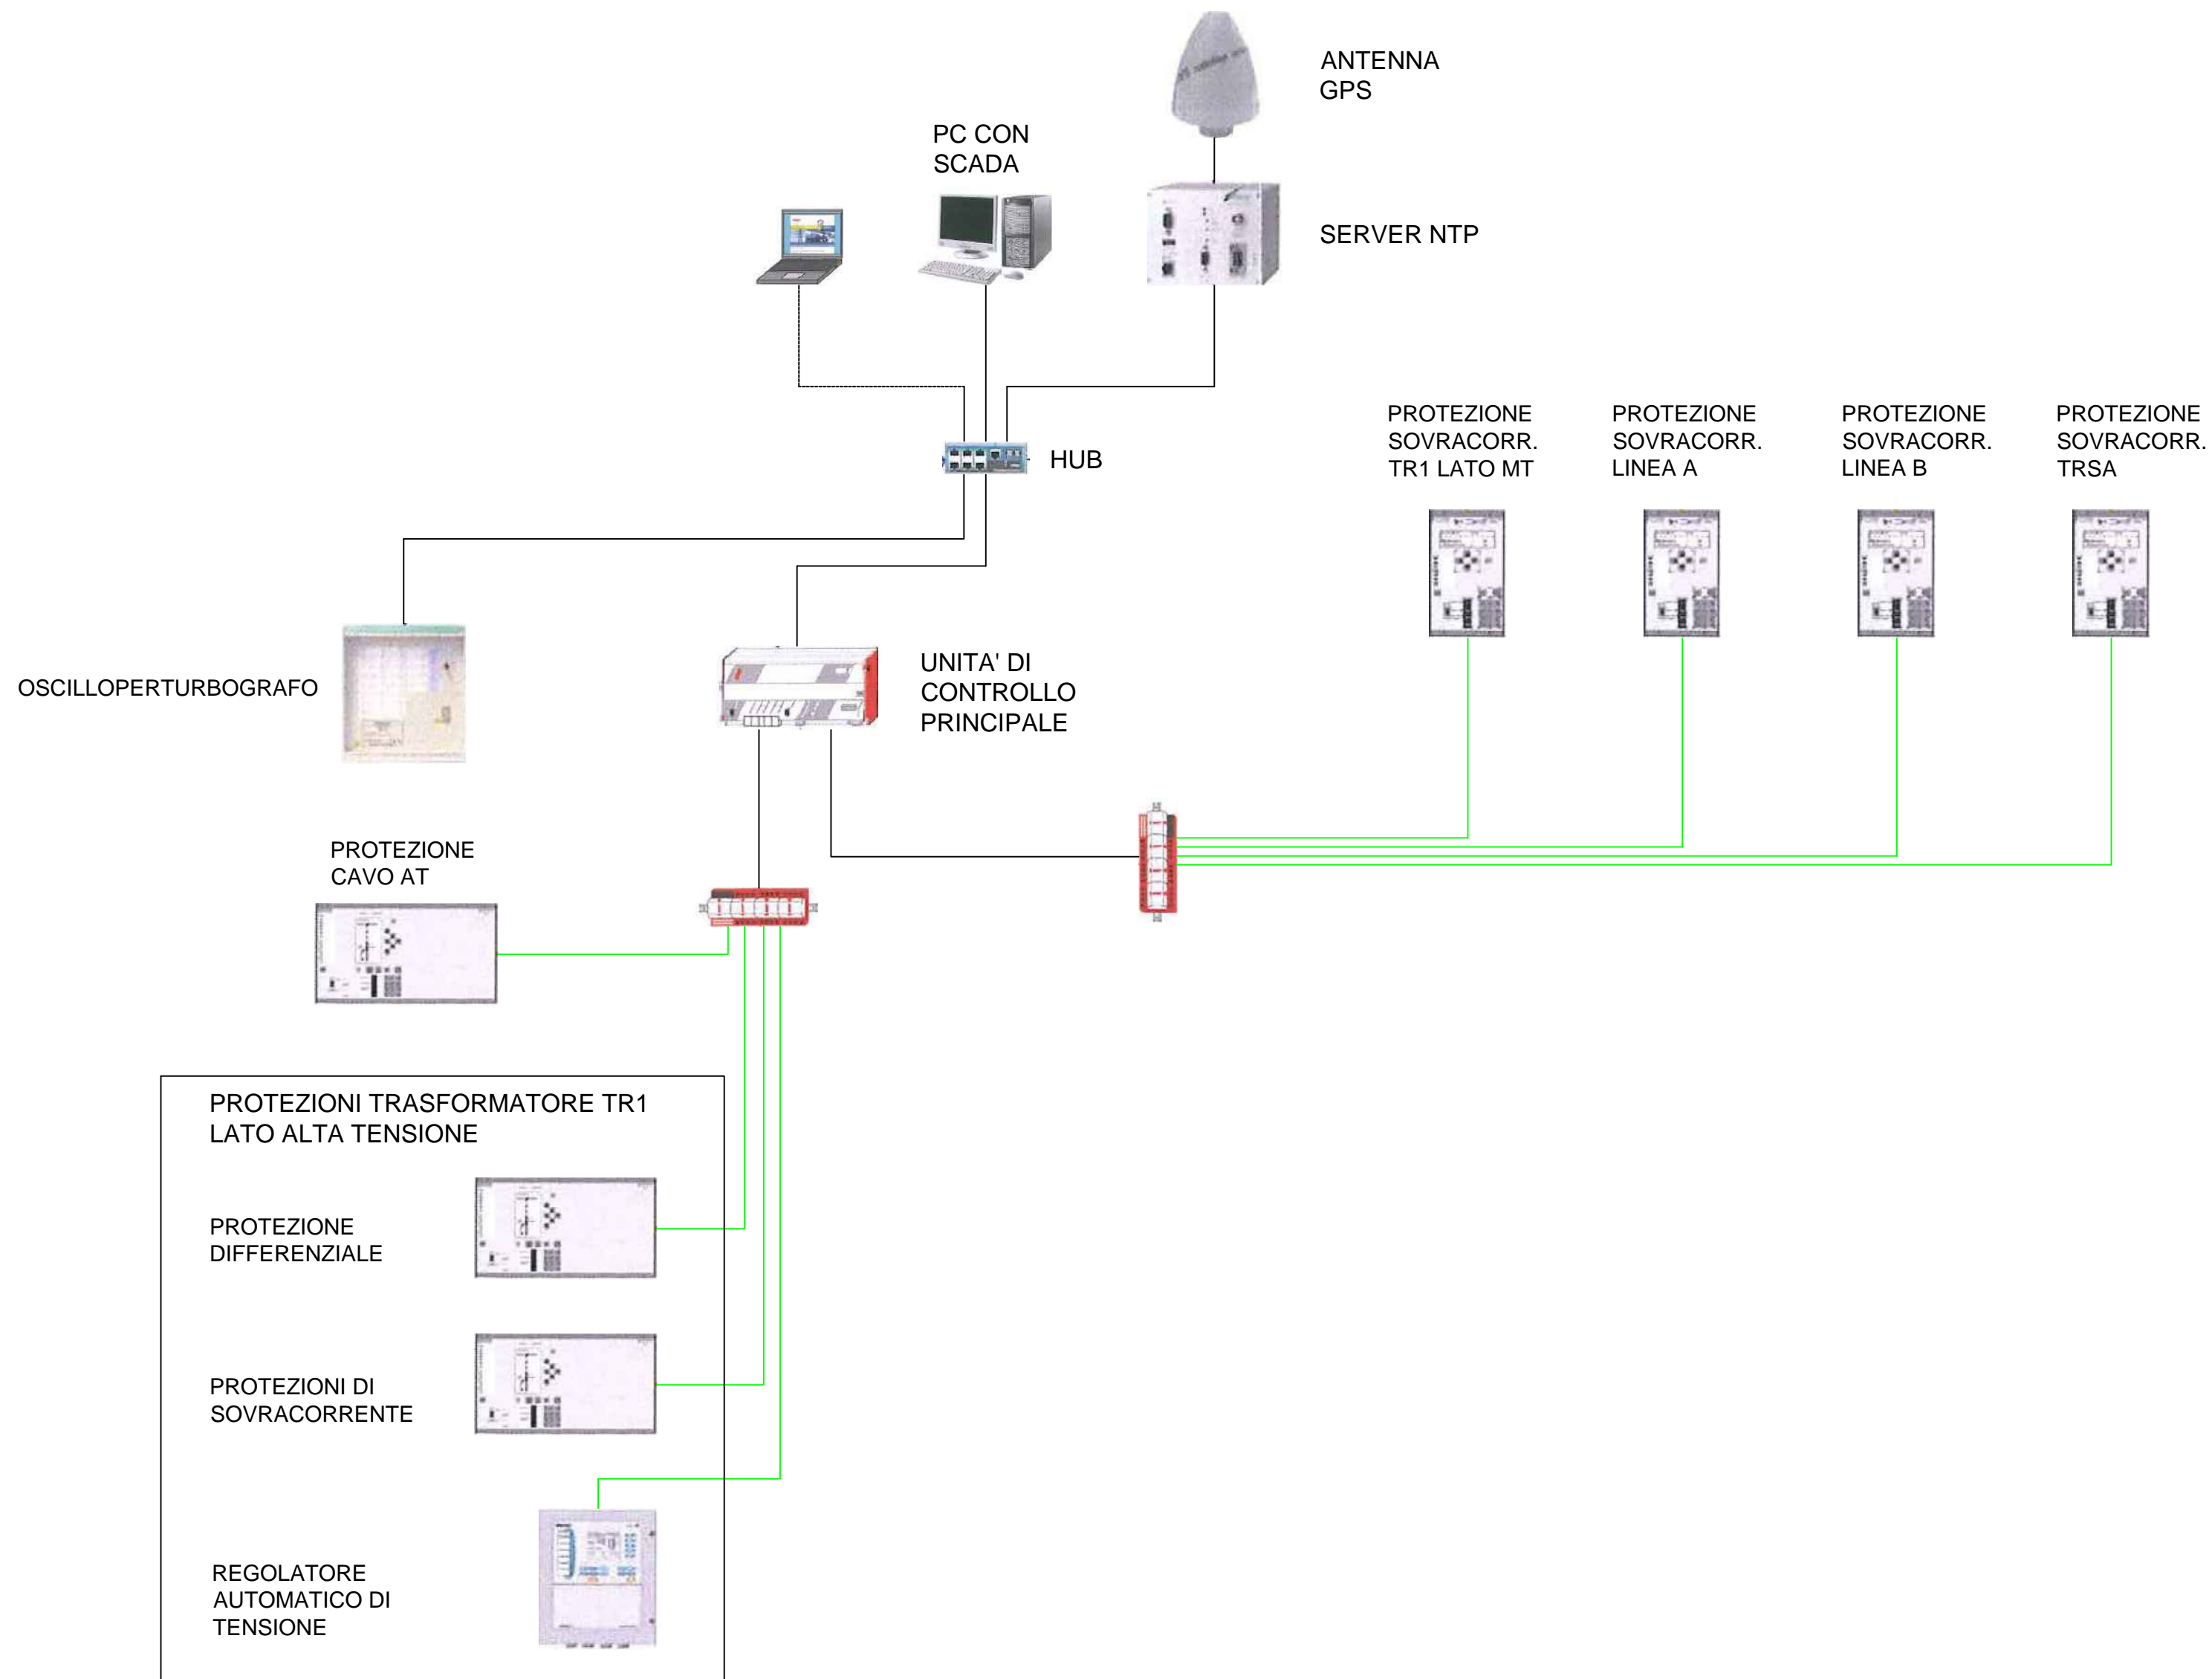 ANTENNA
GPS
PC CON
SCADA
SERVER NTP
HUB
PROTEZIONE
SOVRACORR.
TR1 LATO MT
PROTEZIONE
SOVRACORR.
LINEA A
PROTEZIONE
SOVRACORR.
LINEA B
PROTEZIONE
SOVRACORR.
TRSA
OSCILLOPERTURBOGRAFO
UNITA' DI
CONTROLLO
PRINCIPALE
PROTEZIONE
CAVO AT
PROTEZIONI TRASFORMATORE TR1
LATO ALTA TENSIONE
PROTEZIONE
DIFFERENZIALE
PROTEZIONI DI
SOVRACORRENTE
REGOLATORE
AUTOMATICO DI
TENSIONE